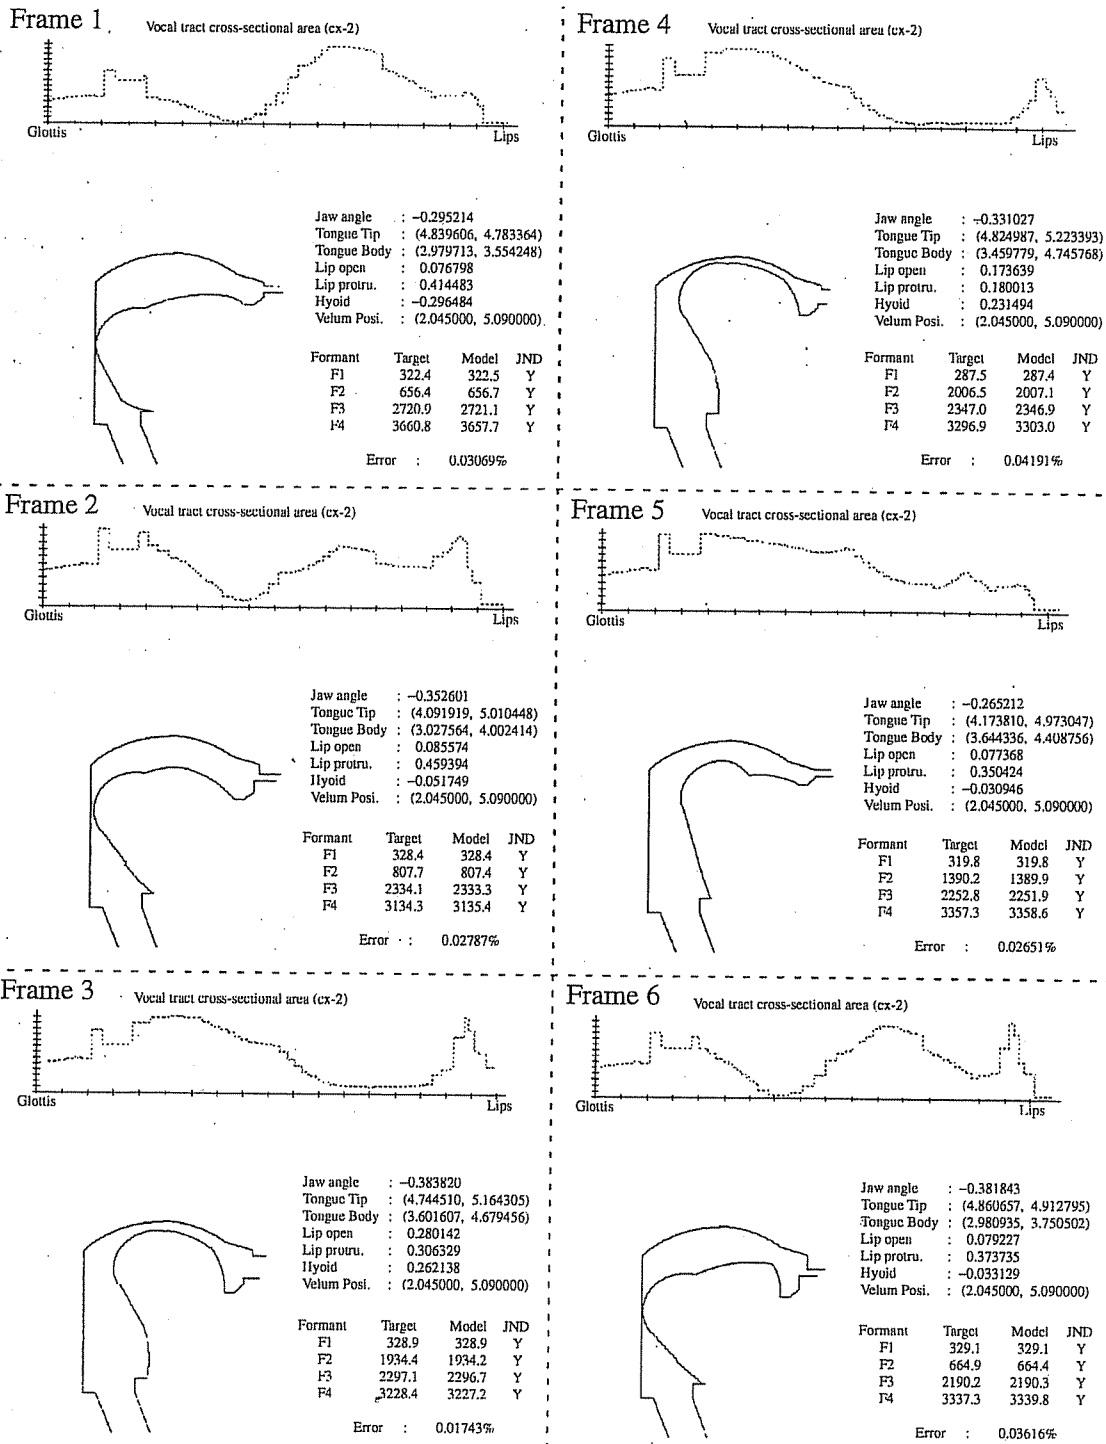 Frame 1
Vocal tract cross-sectional area (cx-2)
Glottis
Lips
Jaw angle : -0.295214
Tongue Tip : (4.839606, 4.783364)
Tongue Body : (2.979713, 3.554248)
Lip open : 0.076798
Lip protru. : 0.414483
Hyoid : -0.296484
Velum Posi. : (2.045000, 5.090000)
Formant Target Model JND
F1 322.4 322.5 Y
F2 656.4 656.7 Y
F3 2720.9 2721.1 Y
F4 3660.8 3657.7 Y
Error : 0.03069%
Frame 2
Vocal tract cross-sectional area (cx-2)
Glottis
Lips
Jaw angle : -0.352601
Tongue Tip : (4.091919, 5.010448)
Tongue Body : (3.027564, 4.002414)
Lip open : 0.085574
Lip protru. : 0.459394
Hyoid : -0.051749
Velum Posi. : (2.045000, 5.090000)
Formant Target Model JND
F1 328.4 328.4 Y
F2 807.7 807.4 Y
F3 2334.1 2333.3 Y
F4 3134.3 3135.4 Y
Error : 0.02787%
Frame 3
Vocal tract cross-sectional area (cx-2)
Glottis
Lips
Jaw angle : -0.383820
Tongue Tip : (4.744510, 5.164305)
Tongue Body : (3.601607, 4.679456)
Lip open : 0.280142
Lip protru. : 0.306329
Hyoid : 0.262138
Velum Posi. : (2.045000, 5.090000)
Formant Target Model JND
F1 328.9 328.9 Y
F2 1934.4 1934.2 Y
F3 2297.1 2296.7 Y
F4 3228.4 3227.2 Y
Error : 0.01743%
Frame 4
Vocal tract cross-sectional area (cx-2)
Glottis
Lips
Jaw angle : -0.331027
Tongue Tip : (4.824987, 5.223393)
Tongue Body : (3.459779, 4.745768)
Lip open : 0.173639
Lip protru. : 0.180013
Hyoid : 0.231494
Velum Posi. : (2.045000, 5.090000)
Formant Target Model JND
F1 287.5 287.4 Y
F2 2006.5 2007.1 Y
F3 2347.0 2346.9 Y
F4 3296.9 3303.0 Y
Error : 0.04191%
Frame 5
Vocal tract cross-sectional area (cx-2)
Glottis
Lips
Jaw angle : -0.265212
Tongue Tip : (4.173810, 4.973047)
Tongue Body : (3.644336, 4.408756)
Lip open : 0.077368
Lip protru. : 0.350424
Hyoid : -0.030946
Velum Posi. : (2.045000, 5.090000)
Formant Target Model JND
F1 319.8 319.8 Y
F2 1390.2 1389.9 Y
F3 2252.8 2251.9 Y
F4 3357.3 3358.6 Y
Error : 0.02651%
Frame 6
Vocal tract cross-sectional area (cx-2)
Glottis
Lips
Jaw angle : -0.381843
Tongue Tip : (4.860657, 4.912795)
Tongue Body : (2.980935, 3.750502)
Lip open : 0.079227
Lip protru. : 0.373735
Hyoid : -0.033129
Velum Posi. : (2.045000, 5.090000)
Formant Target Model JND
F1 329.1 329.1 Y
F2 664.9 664.4 Y
F3 2190.2 2190.3 Y
F4 3337.3 3339.8 Y
Error : 0.03616%